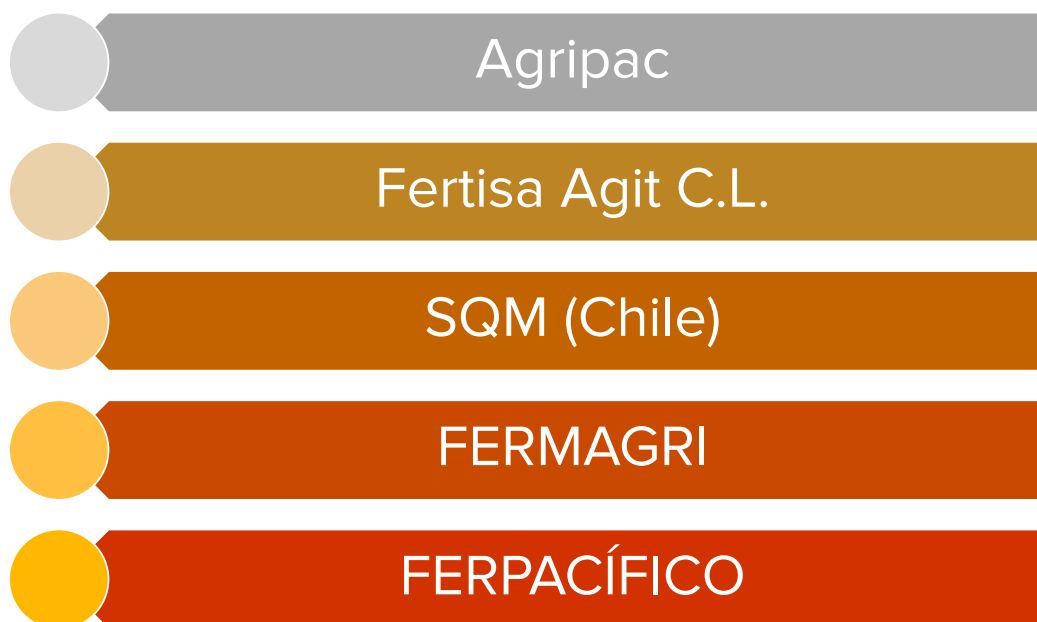 Agripac
Fertisa Agit C.L.
SQM (Chile)
FERMAGRI
FERPACÍFICO